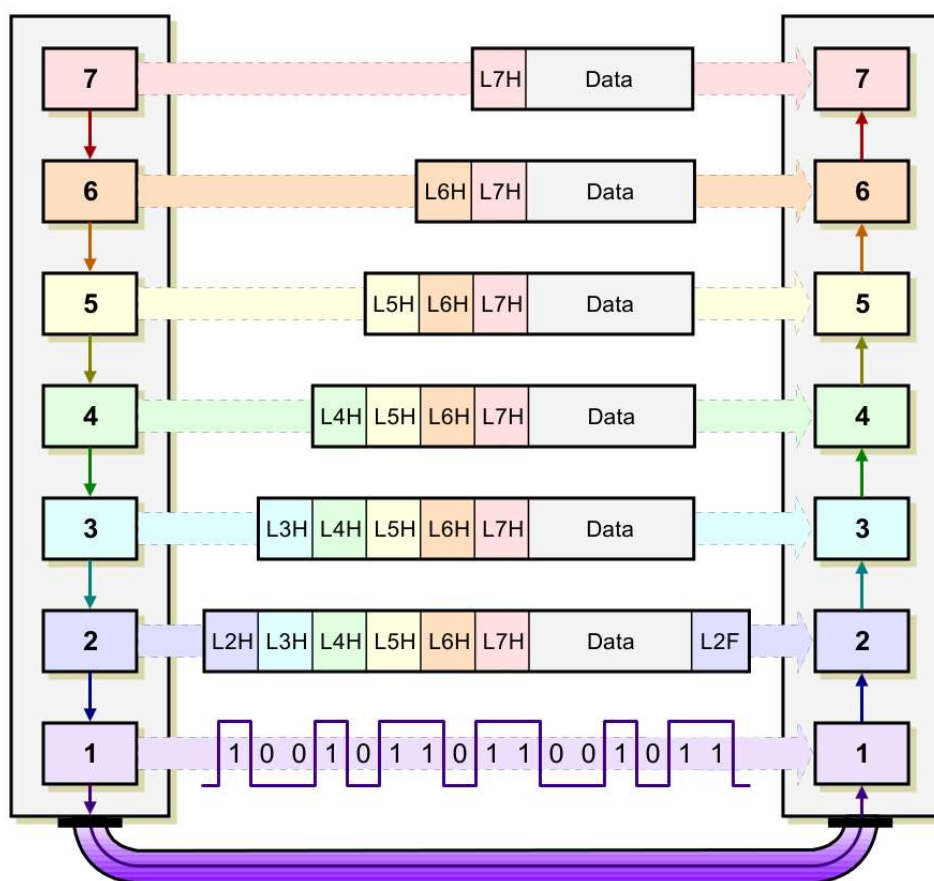 7 L7H Data 7
6 L6H L7H Data 6
5 L5H L6H L7H Data 5
4 L4H L5H L6H L7H Data 4
3 L3H L4H L5H L6H L7H Data 3
2 L2H L3H L4H L5H L6H L7H Data L2F 2
1 1 0 0 1 0 1 1 0 1 1 0 0 1 0 1 1 1